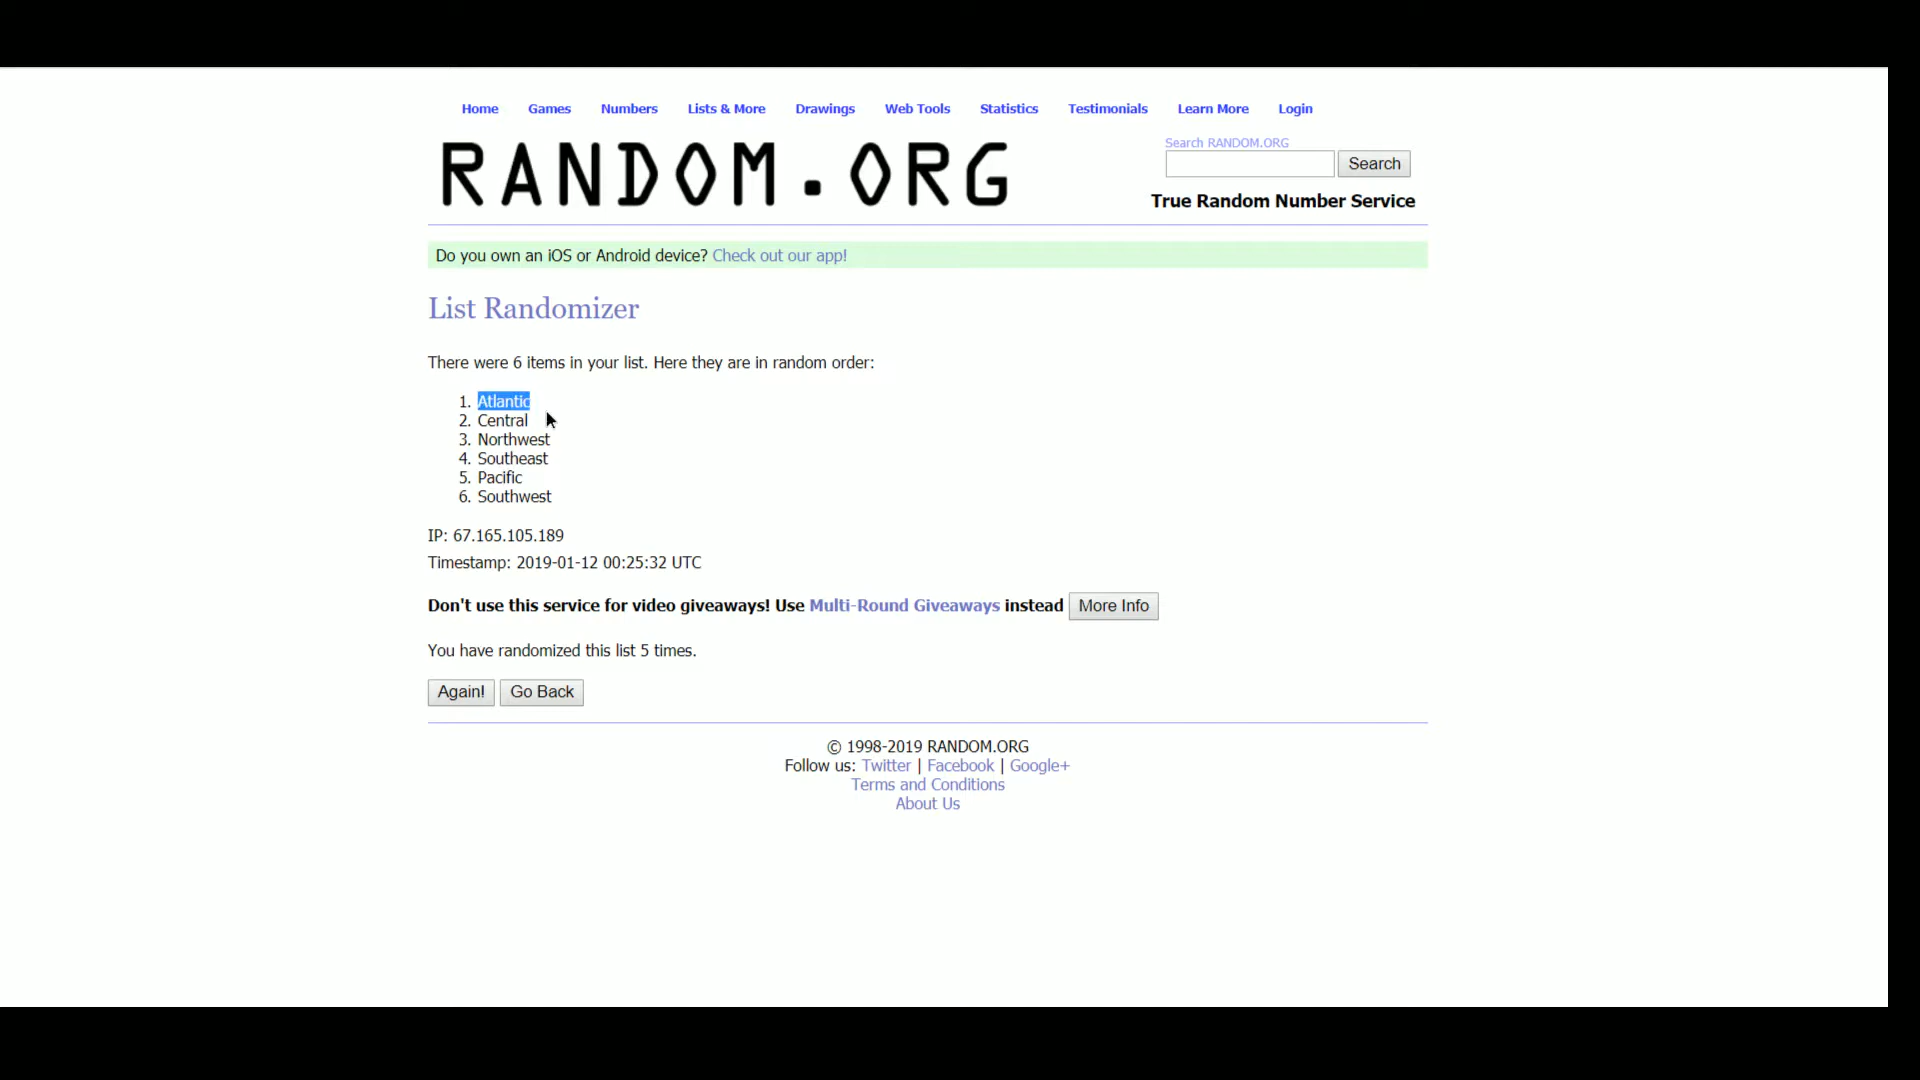 Home Games Numbers Lists & More Drawings Web Tools Statistics Testimonials Learn More Login
RANDOM.ORG
Search RANDOM.ORG
Search
True Random Number Service
Do you own an iOS or Android device? Check out our app!
List Randomizer
There were 6 items in your list. Here they are in random order:
1. Atlantic
2. Central
3. Northwest
4. Southeast
5. Pacific
6. Southwest
IP: 67.165.105.189
Timestamp: 2019-01-12 00:25:32 UTC
Don't use this service for video giveaways! Use Multi-Round Giveaways instead More Info
You have randomized this list 5 times.
Again! Go Back
© 1998-2019 RANDOM.ORG
Follow us: Twitter | Facebook | Google+
Terms and Conditions
About Us